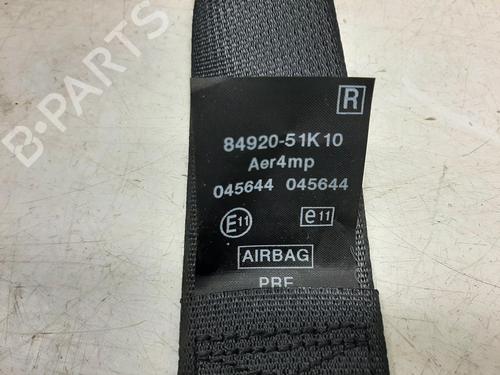 R
84920-51K10
Aer4mp
045644 045644
E11 e11
AIRBAG
PRE
B-PARTS